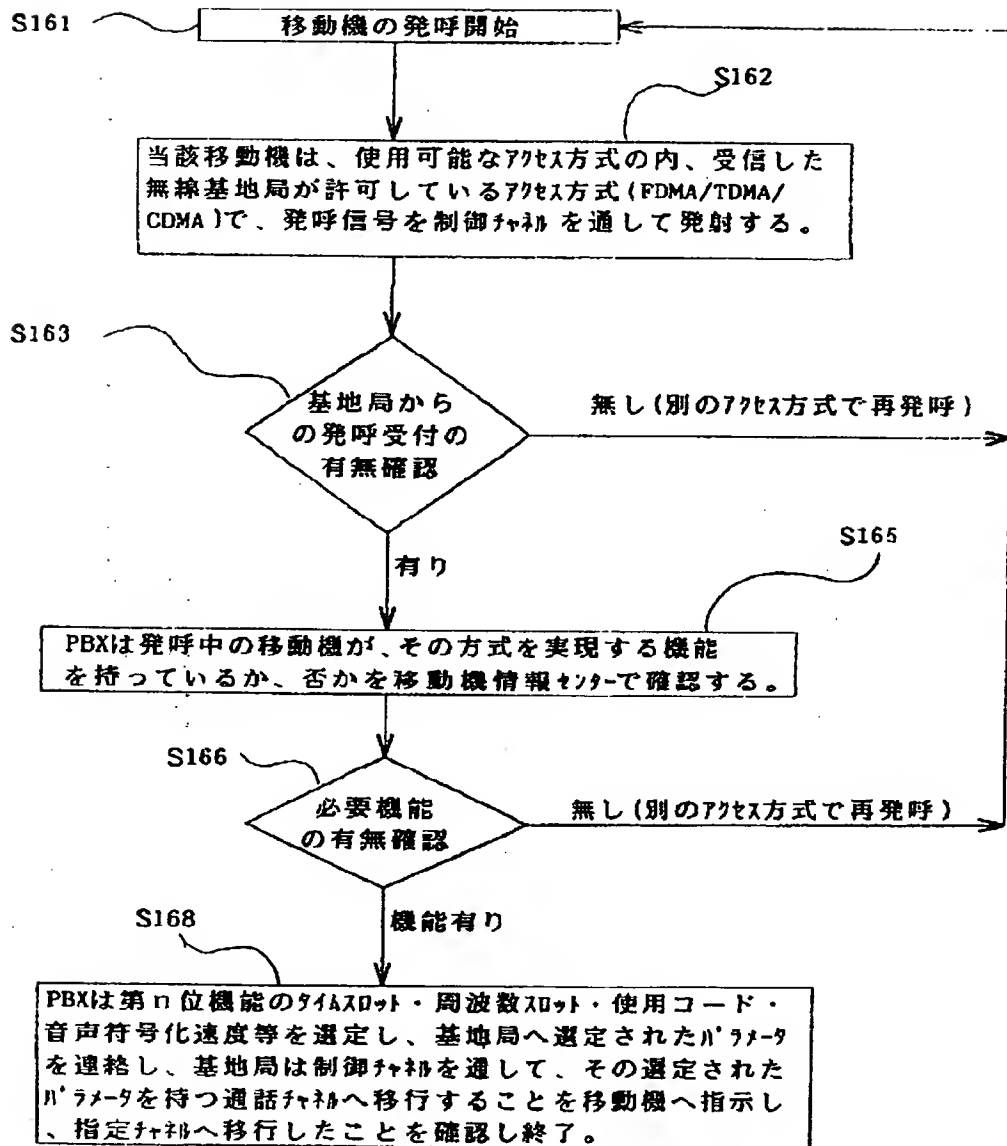 S161
移動機の発呼開始
S162
当該移動機は、使用可能なｱｸｾｽ方式の内、受信した
無線基地局が許可しているｱｸｾｽ方式(FDMA/TDMA/
CDMA)で、発呼信号を制御ﾁｬﾈﾙを通して発射する。
S163
基地局から
の発呼受付の
有無確認
無し(別のｱｸｾｽ方式で再発呼)
有り
S165
PBXは発呼中の移動機が、その方式を実現する機能
を持っているか、否かを移動機情報ｾﾝﾀｰで確認する。
S166
必要機能
の有無確認
無し(別のｱｸｾｽ方式で再発呼)
機能有り
S168
PBXは第n位機能のﾀｲﾑｽﾛｯﾄ・周波数ｽﾛｯﾄ・使用コード・
音声符号化速度等を選定し、基地局へ選定されたﾊﾟﾗﾒｰﾀ
を連絡し、基地局は制御ﾁｬﾈﾙを通して、その選定された
ﾊﾟﾗﾒｰﾀを持つ通話ﾁｬﾈﾙへ移行することを移動機へ指示し
、指定ﾁｬﾈﾙへ移行したことを確認し終了。